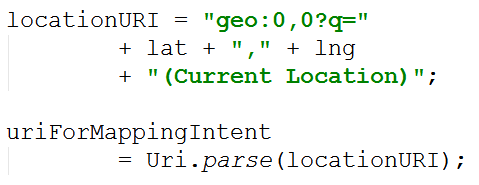 locationURI = "geo:0,0?q="
+ lat + "," + lng
+ "(Current Location)";
uriForMappingIntent
= Uri.parse(locationURI);